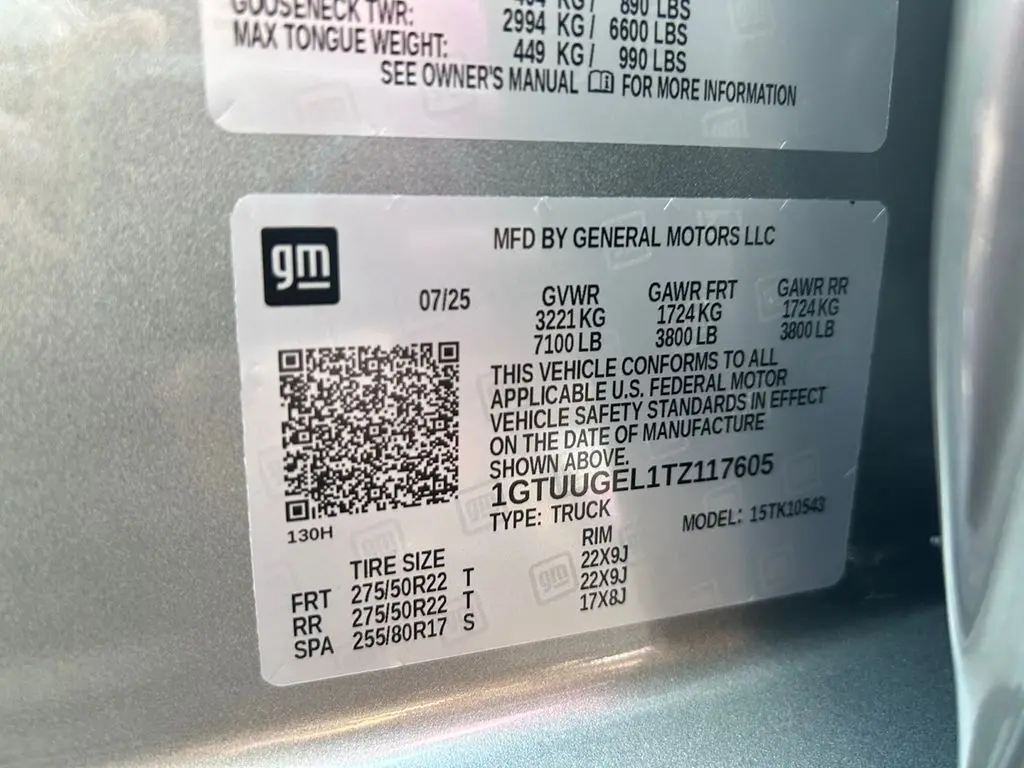 GOOSENECK TWR: 2994 KG / 6600 LBS
MAX TONGUE WEIGHT: 449 KG / 990 LBS
SEE OWNER'S MANUAL FOR MORE INFORMATION
gm
MFD BY GENERAL MOTORS LLC
07/25
GVWR GAWR FRT GAWR RR
3221 KG 1724 KG 1724 KG
7100 LB 3800 LB 3800 LB
THIS VEHICLE CONFORMS TO ALL
APPLICABLE U.S. FEDERAL MOTOR
VEHICLE SAFETY STANDARDS IN EFFECT
ON THE DATE OF MANUFACTURE
SHOWN ABOVE.
1GTUUGEL1TZ117605
TYPE: TRUCK MODEL: 15TK10543
130H
TIRE SIZE RIM
FRT 275/50R22 T 22X9J
RR 275/50R22 T 22X9J
SPA 255/80R17 S 17X8J